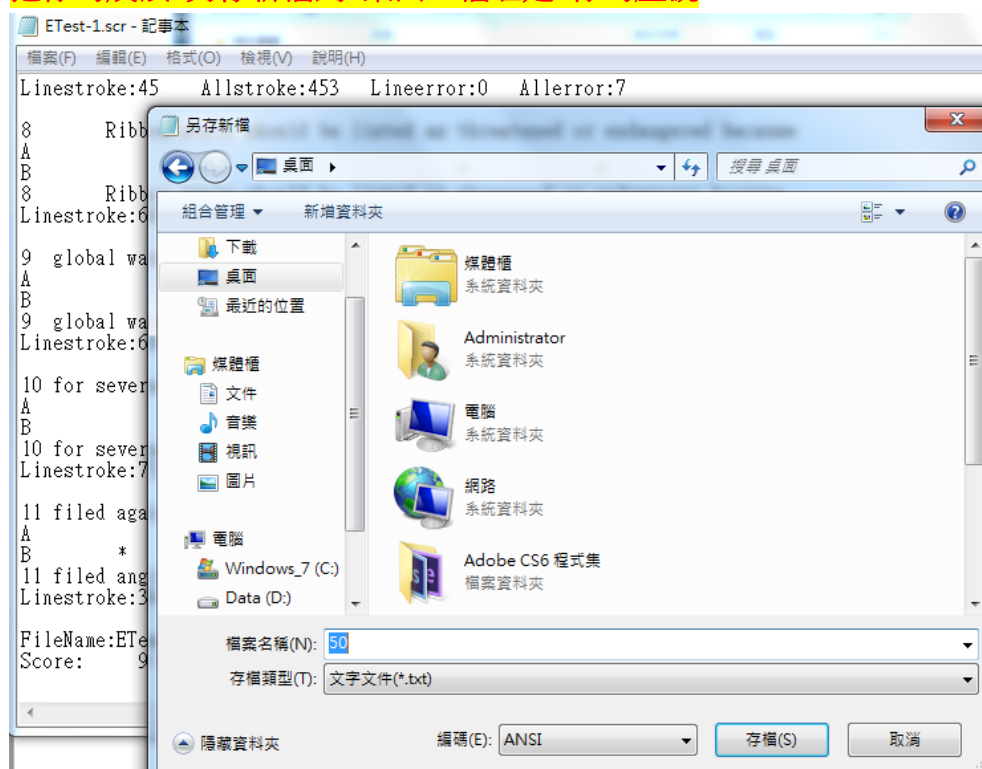 ETest-1.scr - 記事本
檔案(F) 編輯(E) 格式(O) 檢視(V) 說明(H)
Linestroke:45 Allstroke:453 Lineerror:0 Allerror:7
8 Ribb
A
B
8 Ribb
Linestroke:6
9 global wa
A
B
9 global wa
Linestroke:6
10 for sever
A
B
10 for sever
Linestroke:7
11 filed aga
A
B *
11 filed ang
Linestroke:3
FileName:ETe
Score: 9
另存新檔
桌面
搜尋 桌面
組合管理 新增資料夾
下載
桌面
最近的位置
媒體櫃
文件
音樂
視訊
圖片
電腦
Windows_7 (C:)
Data (D:)
媒體櫃
系統資料夾
Administrator
系統資料夾
電腦
系統資料夾
網路
系統資料夾
Adobe CS6 程式集
檔案資料夾
檔案名稱(N): 50
存檔類型(T): 文字文件(*.txt)
隱藏資料夾
編碼(E): ANSI
存檔(S)
取消